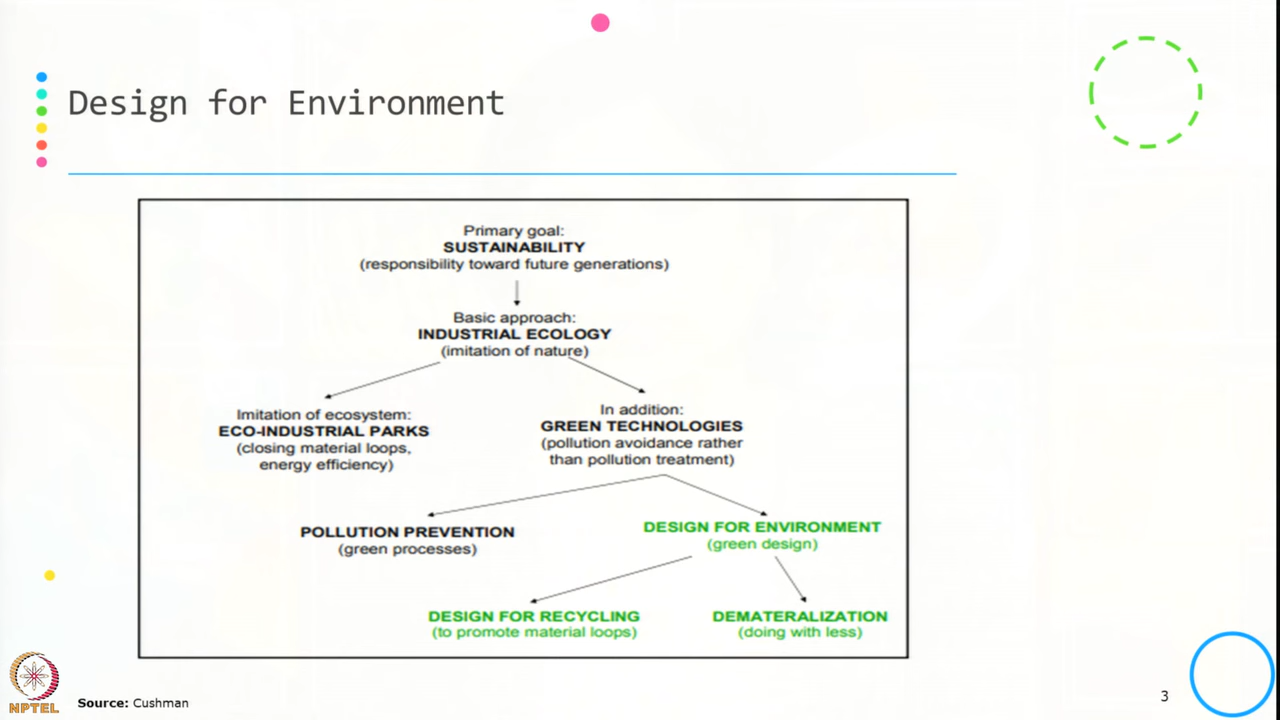 Design for Environment
Primary goal:
SUSTAINABILITY
(responsibility toward future generations)
Basic approach:
INDUSTRIAL ECOLOGY
(imitation of nature)
Imitation of ecosystem:
ECO-INDUSTRIAL PARKS
(closing material loops,
energy efficiency)
In addition:
GREEN TECHNOLOGIES
(pollution avoidance rather
than pollution treatment)
POLLUTION PREVENTION
(green processes)
DESIGN FOR ENVIRONMENT
(green design)
DESIGN FOR RECYCLING
(to promote material loops)
DEMATERALIZATION
(doing with less)
NPTEL
Source: Cushman
3